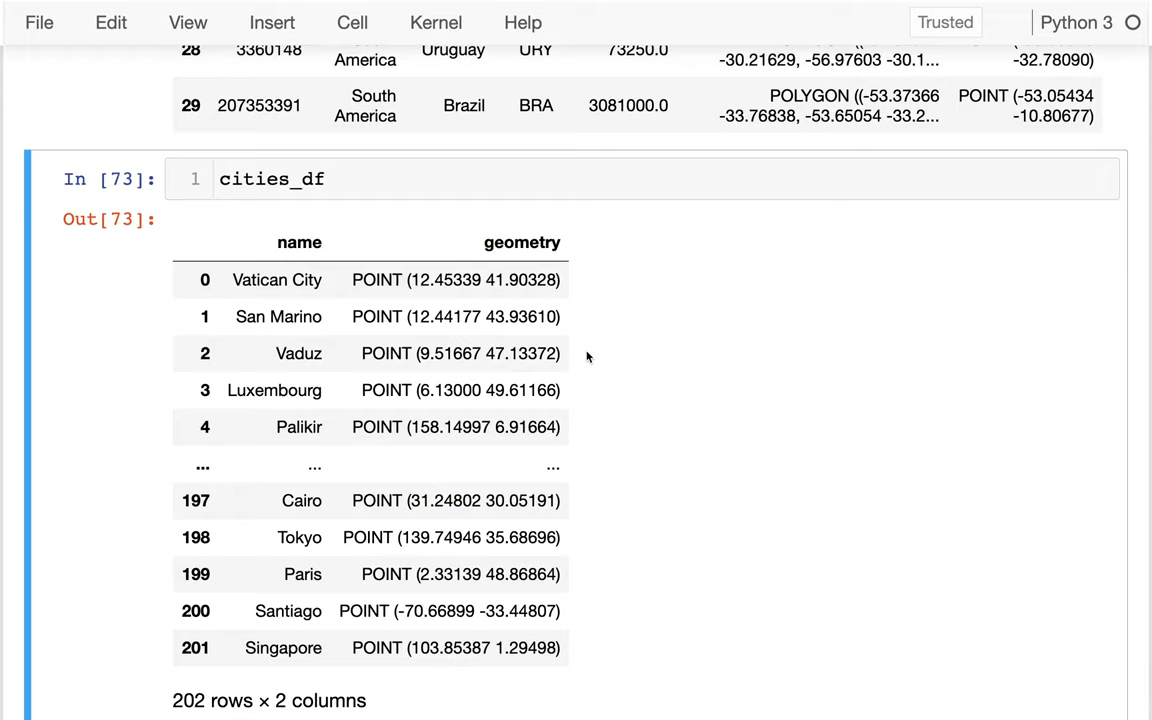 File Edit View Insert Cell Kernel Help Trusted Python 3
28 3360148 America Uruguay URY 73250.0 -30.21629, -56.97603 -30.1... -32.78090)
29 207353391 South America Brazil BRA 3081000.0 POLYGON ((-53.37366 -33.76838, -53.65054 -33.2... POINT (-53.05434 -10.80677)
In [73]: 1 cities_df
Out[73]:
name geometry
0 Vatican City POINT (12.45339 41.90328)
1 San Marino POINT (12.44177 43.93610)
2 Vaduz POINT (9.51667 47.13372)
3 Luxembourg POINT (6.13000 49.61166)
4 Palikir POINT (158.14997 6.91664)
... ... ...
197 Cairo POINT (31.24802 30.05191)
198 Tokyo POINT (139.74946 35.68696)
199 Paris POINT (2.33139 48.86864)
200 Santiago POINT (-70.66899 -33.44807)
201 Singapore POINT (103.85387 1.29498)
202 rows × 2 columns